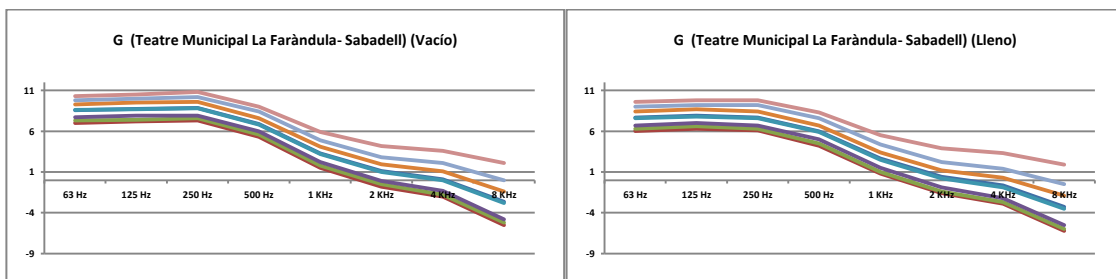 G (Teatre Municipal La Faràndula- Sabadell) (Vacío)
11
6
1
-4
-9
63 Hz 125 Hz 250 Hz 500 Hz 1 KHz 2 KHz 4 KHz 8 KHz
G (Teatre Municipal La Faràndula- Sabadell) (Lleno)
11
6
1
-4
-9
63 Hz 125 Hz 250 Hz 500 Hz 1 KHz 2 KHz 4 KHz 8 KHz